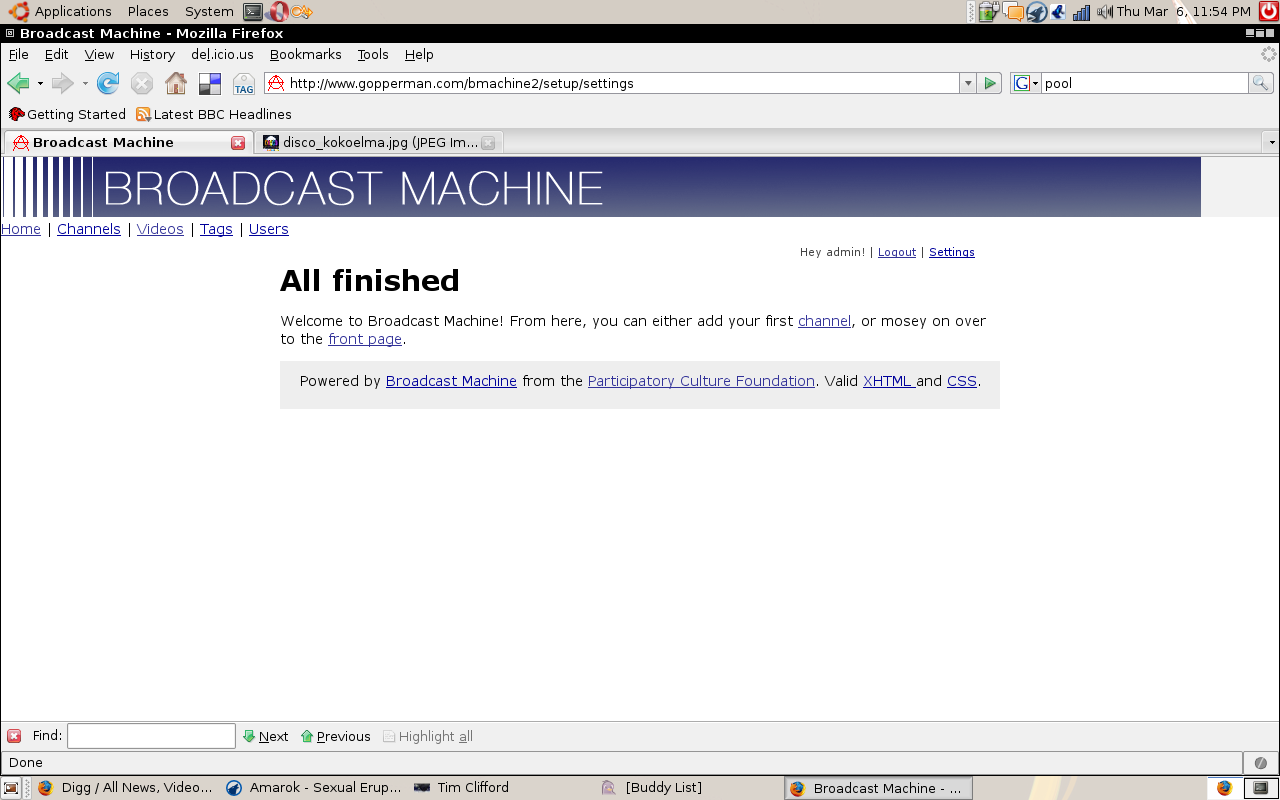 Applications Places System Thu Mar 6, 11:54 PM
Broadcast Machine - Mozilla Firefox
File Edit View History del.icio.us Bookmarks Tools Help
TAG http://www.gopperman.com/bmachine2/setup/settings G pool
Getting Started Latest BBC Headlines
Broadcast Machine disco_kokoelma.jpg (JPEG Im...
BROADCAST MACHINE
Home | Channels | Videos | Tags | Users
Hey admin! | Logout | Settings
All finished
Welcome to Broadcast Machine! From here, you can either add your first channel, or mosey on over
to the front page.
Powered by Broadcast Machine from the Participatory Culture Foundation. Valid XHTML and CSS.
Find: Next Previous Highlight all
Done
Digg / All News, Video... Amarok - Sexual Erup... Tim Clifford [Buddy List] Broadcast Machine - ...